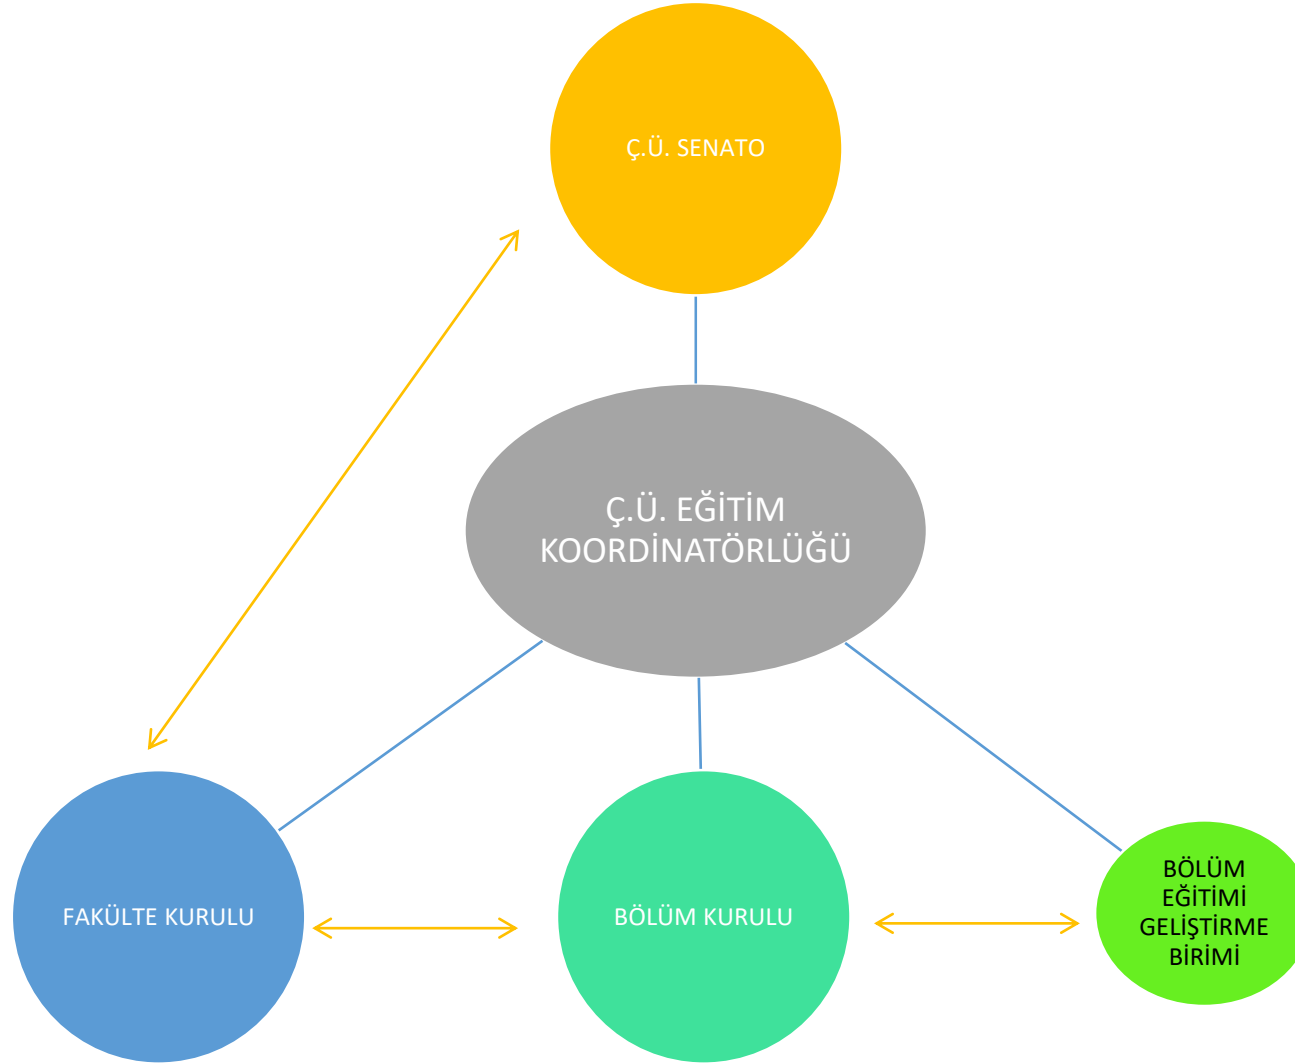 Ç.Ü. SENATO
Ç.Ü. EĞİTİM
KOORDİNATÖRLÜĞÜ
FAKÜLTE KURULU
BÖLÜM KURULU
BÖLÜM
EĞİTİMİ
GELİŞTİRME
BİRİMİ